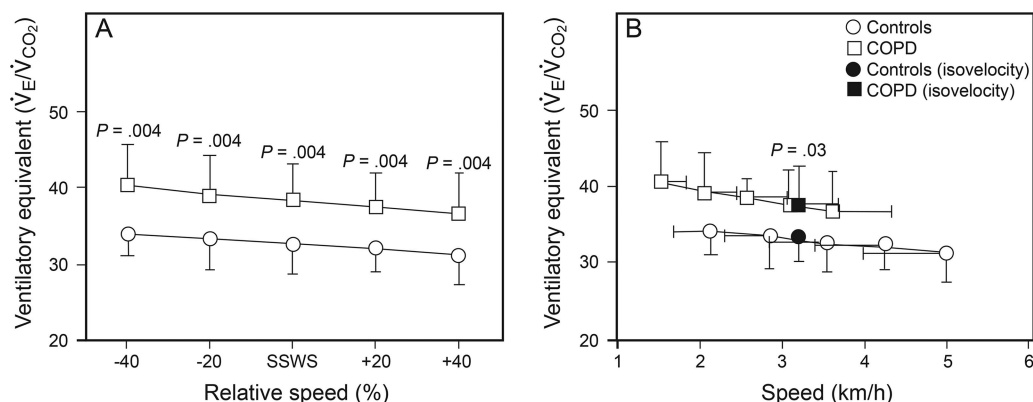 A
Ventilatory equivalent (V̇E/V̇CO2)
50
40
30
20
P = .004
P = .004
P = .004
P = .004
P = .004
-40
-20
SSWS
+20
+40
Relative speed (%)
B
Ventilatory equivalent (V̇E/V̇CO2)
50
40
30
20
Controls
COPD
Controls (isovelocity)
COPD (isovelocity)
P = .03
1
2
3
4
5
6
Speed (km/h)